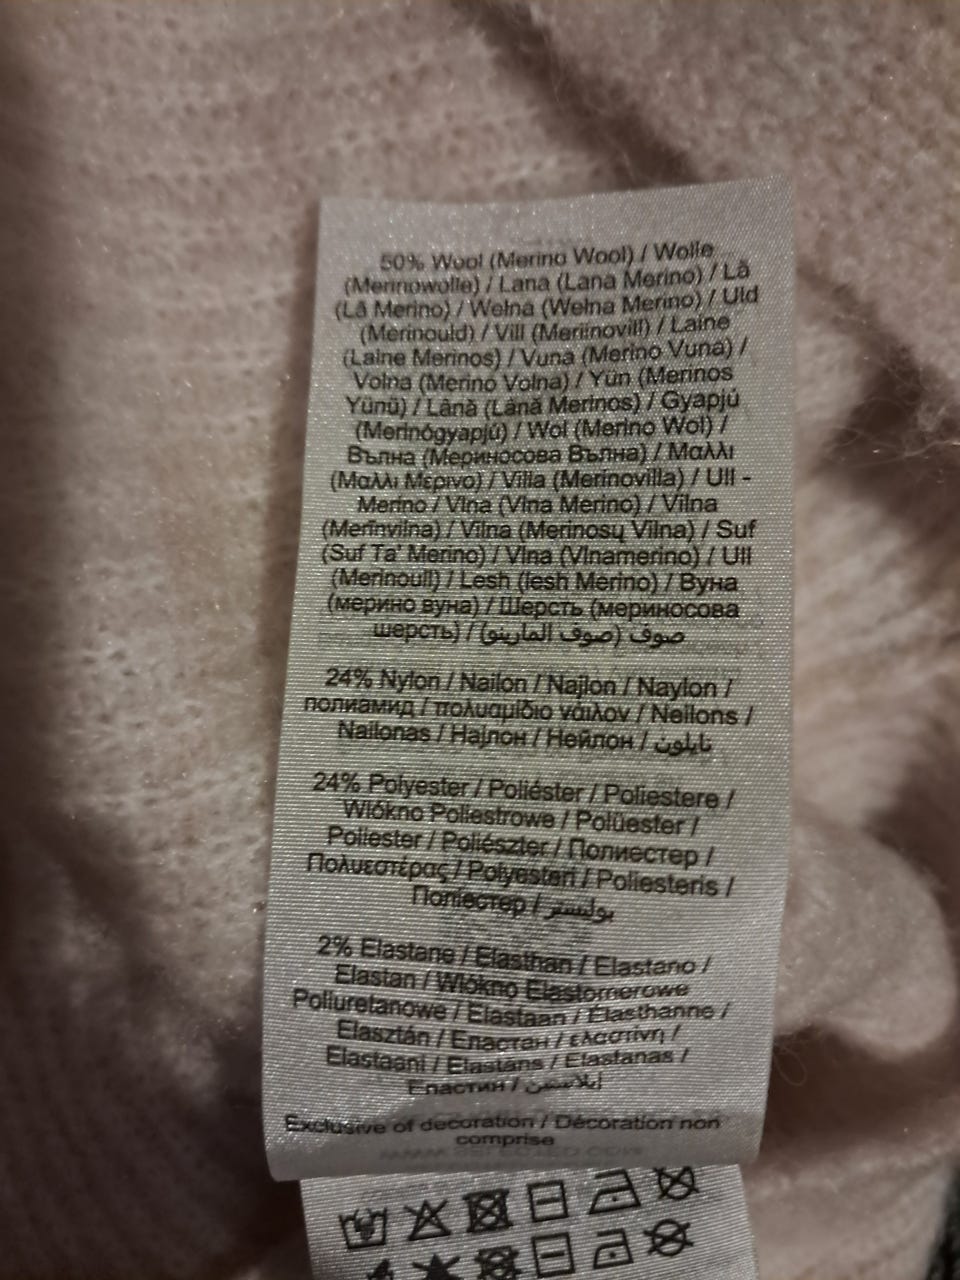 50% Wool (Merino Wool) / Wolle
(Merinowolle) / Lana (Lana Merino) / Lã
(Lã Merino) / Wełna (Wełna Merino) / Uld
(Merinould) / Vill (Meriinovill) / Laine
(Laine Merinos) / Vuna (Merino Vuna) /
Volna (Merino Volna) / Yün (Merinos
Yünü) / Lână (Lână Merinos) / Gyapjú
(Merinógyapjú) / Wol (Merino Wol) /
Вълна (Мериносова Вълна) / Μαλλι
(Μαλλι Μερινο) / Villa (Merinovilla) / Ull -
Merino / Vlna (Vlna Merino) / Vilna
(Merīnvilna) / Vilna (Merinosų Vilna) / Suf
(Suf Ta' Merino) / Vlna (Vlnamerino) / Ull
(Merinoull) / Lesh (lesh Merino) / Вуна
(мерино вуна) / Шерсть (мериносова
шерсть) / صوف (صوف المارينو)
24% Nylon / Nailon / Najlon / Naylon /
полиамид / πολυαμίδιο νάιλον / Neilons /
Nailonas / Најлон / Нейлон / نايلون
24% Polyester / Poliéster / Poliestere /
Włókno Poliestrowe / Polüester /
Poliester / Poliészter / Полиестер /
Πολυεστέρας / Polyesteri / Poliesteris /
Поліестер / بوليستر
2% Elastane / Elasthan / Elastano /
Elastan / Włókno Elastomerowe
Poliuretanowe / Elastaan / Élasthanne /
Elasztán / Еластан / ελαστίνη /
Elastaani / Elastāns / Elastanas /
Еластин / إيلاستين
Exclusive of decoration / Décoration non
comprise